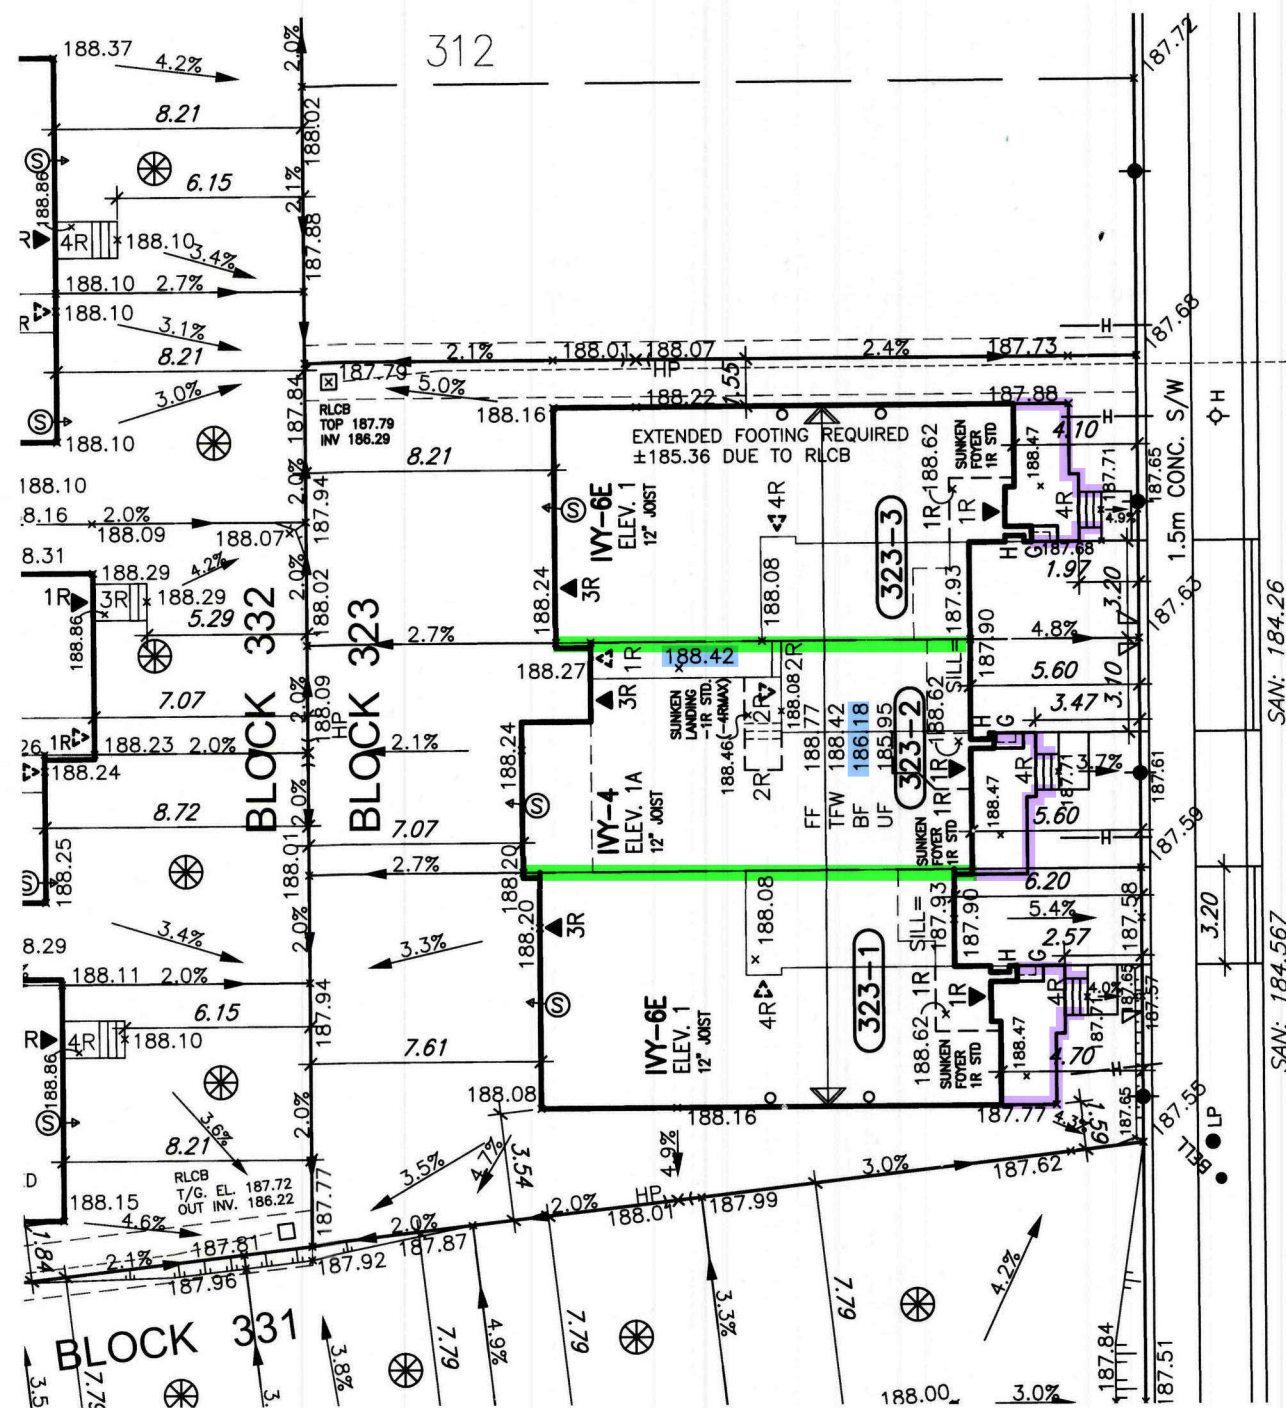 312
188.37
4.2%
2.0%
187.72
8.21
188.02
188.86
6.15
2.1%
4R
188.10
3.4%
187.88
188.10
2.7%
188.10
3.1%
8.21
3.0%
188.10
187.84
187.68
2.1%
188.01
188.07
HP
2.4%
187.73
H
187.79
5.0%
RLCB
TOP 187.79
INV 186.29
188.16
188.22
1.55
187.88
H
4.10
EXTENDED FOOTING REQUIRED
±185.36 DUE TO RLCB
8.21
IVY-6E
ELEV. 1
12" JOIST
3R
188.24
4R
188.08
323-3
188.62
1R
SUNKEN
FOYER
1R STD
1R
188.47
187.71
4R
4.9%
187.65
1.5m CONC. S/W
H
188.10
2.0%
2.0%
187.94
188.09
188.07
188.29
4.2%
1R
3R
188.29
188.86
5.29
2.0%
188.02
BLOCK 332
BLOCK 323
2.7%
H
G
187.68
1.97
3.20
187.63
187.93
SILL=
187.90
4.8%
SAN: 184.26
188.27
1R
188.42
3R
SUNKEN
LANDING
-1R STD.
(-4RMAX)
188.46
2R
188.08
2R
2R
FF 188.77
TFW 188.42
BF 186.18
UF 185.95
323-2
188.62
1R
1R
5.60
3.10
3.47
H
G
7.07
188.09
HP
2.0%
1R
188.23
2.0%
188.24
2.1%
188.24
IVY-4
ELEV. 1A
12" JOIST
SUNKEN
FOYER
1R STD
188.47
4R
187.71
3.7%
187.61
5.60
H
187.59
8.72
2.0%
188.25
188.01
7.07
2.7%
188.20
6.20
187.58
3.20
SAN: 184.567
3.4%
2.0%
3.3%
188.20
3R
188.08
SILL=
187.93
187.90
5.4%
2.57
188.11
2.0%
187.94
4R
323-1
188.62
1R
1R
H
G
4R
4.0%
187.65
187.57
6.15
4R
188.10
188.86
7.61
IVY-6E
ELEV. 1
12" JOIST
SUNKEN
FOYER
1R STD
188.47
187.71
4.70
H
2.0%
188.08
188.16
187.77
1.59
4.3%
187.65
187.55
3.6%
8.21
RLCB
T/G. EL. 187.72
OUT INV. 186.22
187.77
3.5%
4.7%
3.54
4.9%
3.0%
187.62
BELL
LP
188.15
4.6%
1.84
2.1%
187.81
187.96
2.0%
187.92
187.87
2.0%
HP
188.01
187.99
4.2%
BLOCK 331
3.8%
7.79
4.9%
7.79
3.3%
7.79
188.00
3.0%
187.84
187.51